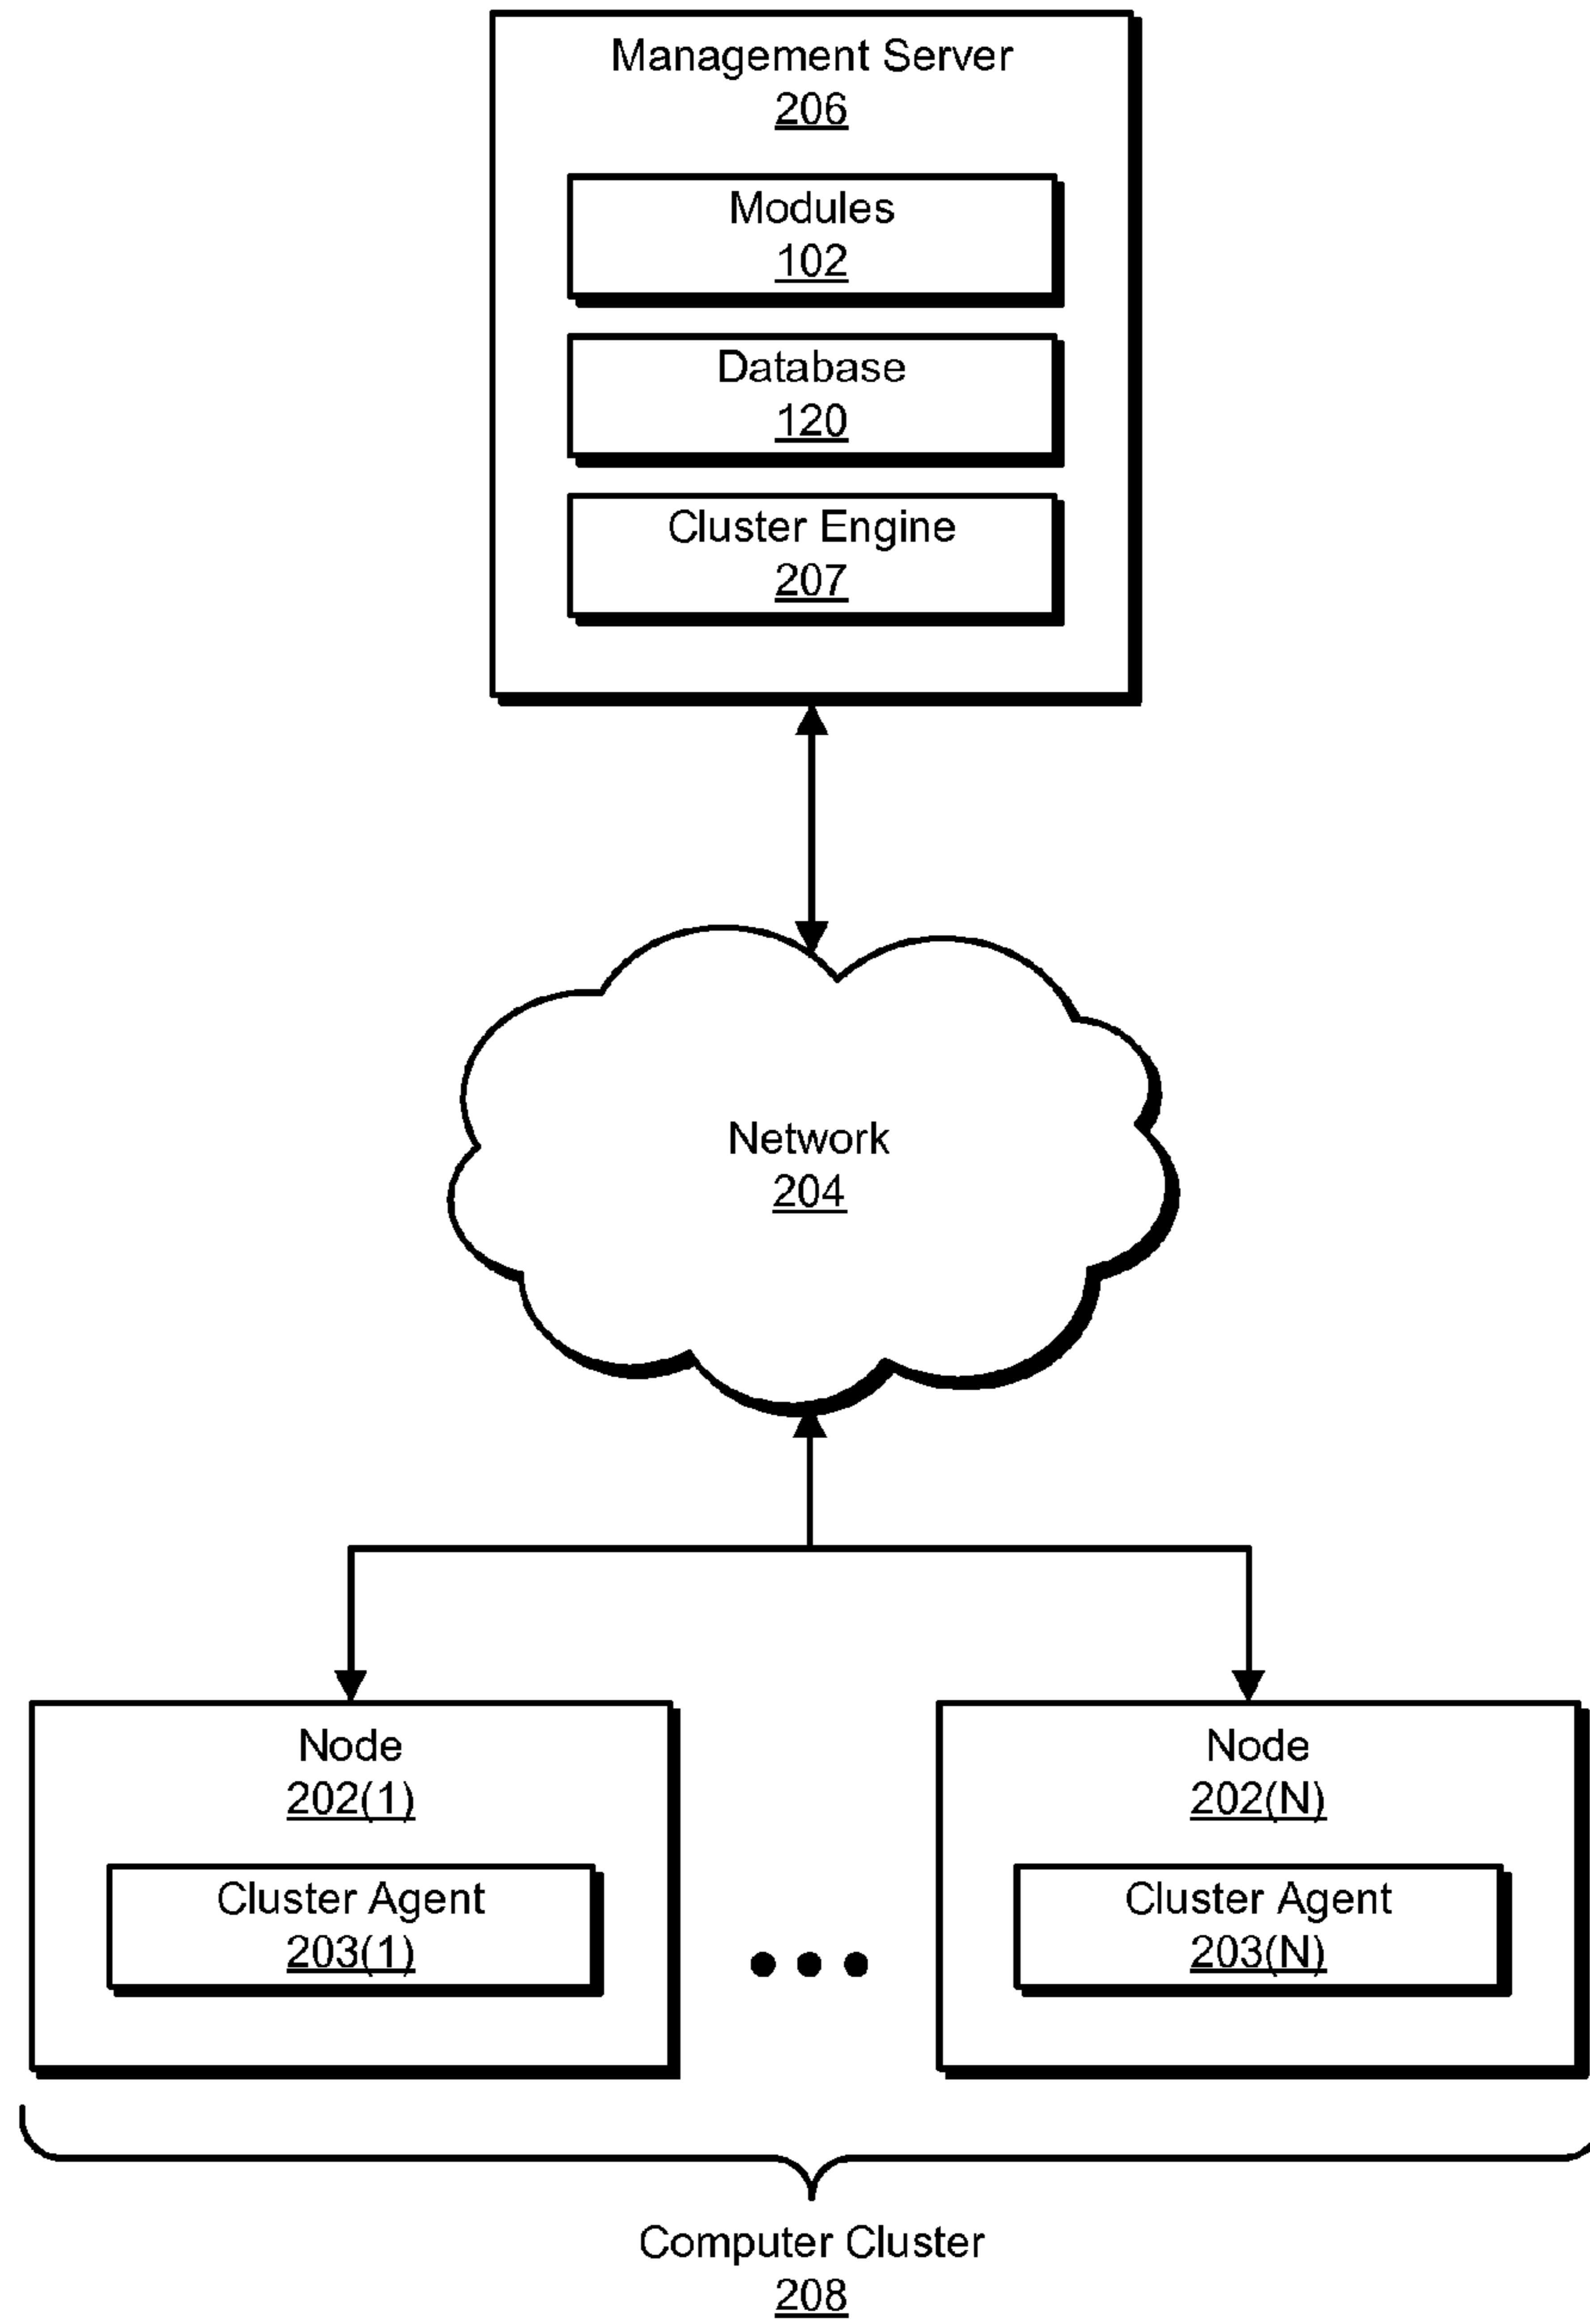 Management Server
206
Modules
102
Database
120
Cluster Engine
207
Network
204
Node
202(1)
Cluster Agent
203(1)
Node
202(N)
Cluster Agent
203(N)
Computer Cluster
208